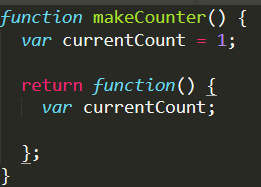 function makeCounter() {
  var currentCount = 1;
  return function() {
    var currentCount;
  };
}